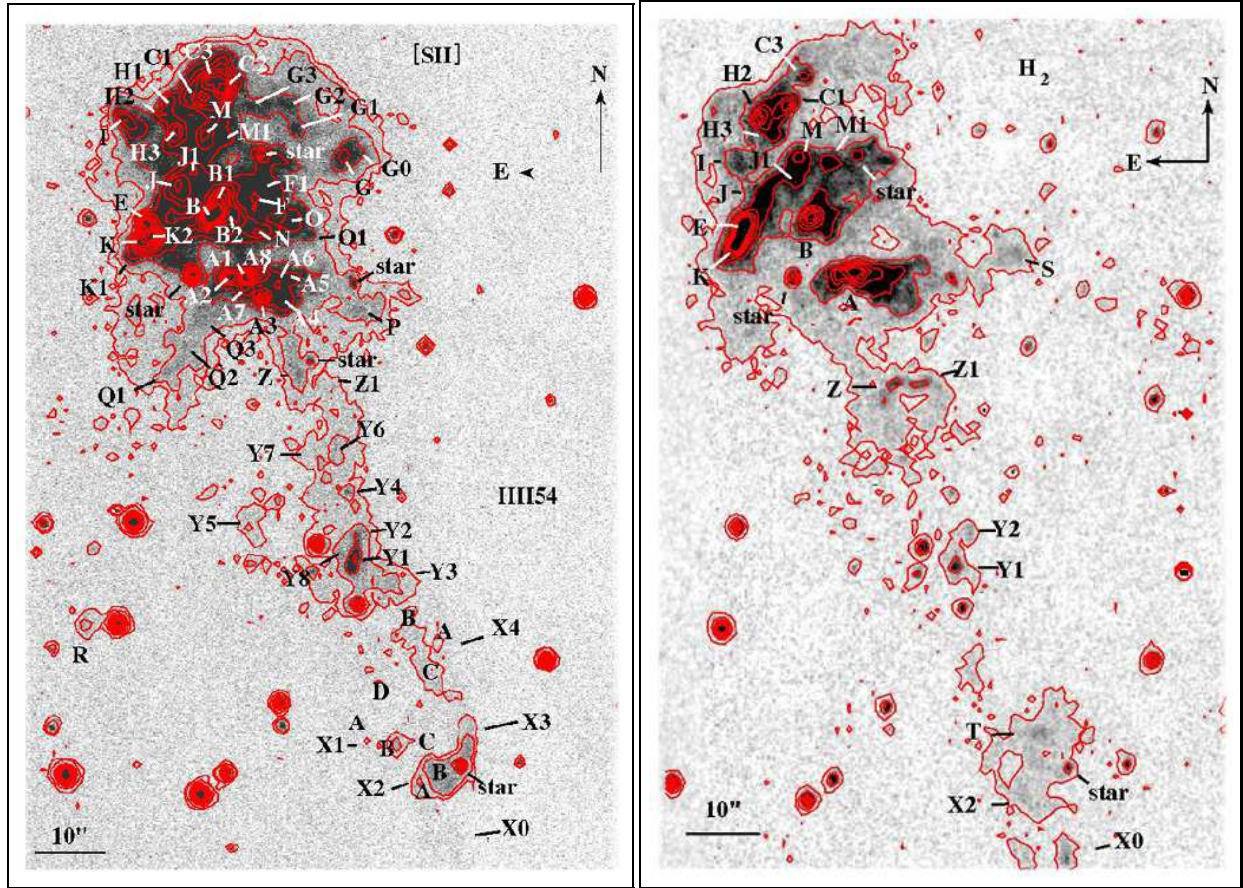 [SII]
N
C3
C1
C2
H1
G3
H2
G2
G1
M
I
M1
H3
star
J1
G0
G
J
B1
F1
E
E
B
F
O
K2
K
B2
N
O1
A1
A8
A6
star
K1
A5
A2
star
A7
A4
P
A3
Q3
Q2
star
Q1
Z
Z1
Y6
Y7
Y4
HH54
Y5
Y2
Y1
Y8
Y3
B
A
X4
R
C
D
A
X3
X1
B
C
B
X2
A
star
10"
X0
C3
H2
H2
N
C1
H3
M
M1
J1
I
E
star
J
E
B
S
K
star
A
Z1
Z
Y2
Y1
T
star
10"
X2
X0